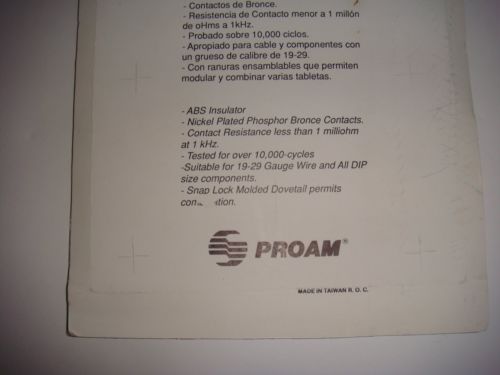 - Contactos de Bronce.
- Resistencia de Contacto menor a 1 millón
de oHms a 1kHz.
- Probado sobre 10,000 ciclos.
- Apropiado para cable y componentes con
un grueso de calibre de 19-29.
- Con ranuras ensamblables que permiten
modular y combinar varias tabletas.
- ABS Insulator
- Nickel Plated Phosphor Bronce Contacts.
- Contact Resistance less than 1 milliohm
at 1 kHz.
- Tested for over 10,000-cycles
-Suitable for 19-29 Gauge Wire and All DIP
size components.
- Snap Lock Molded Dovetail permits
PROAM®
MADE IN TAIWAN R. O. C.